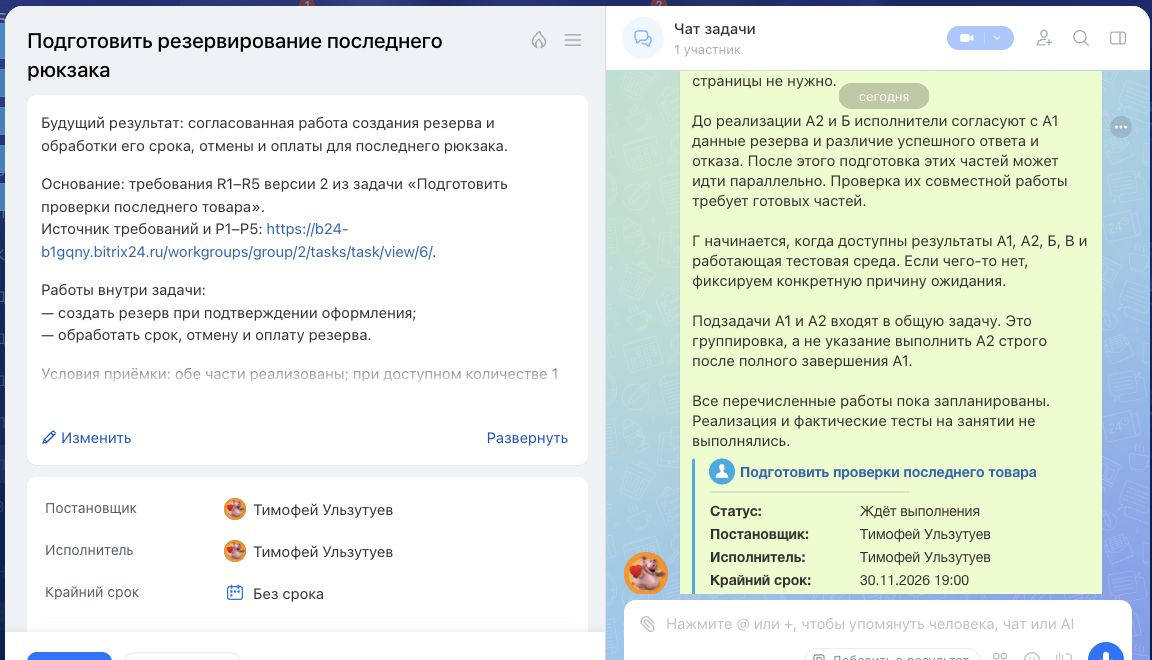 1
2
Подготовить резервирование последнего
рюкзака
Будущий результат: согласованная работа создания резерва и
обработки его срока, отмены и оплаты для последнего рюкзака.
Основание: требования R1–R5 версии 2 из задачи «Подготовить
проверки последнего товара».
Источник требований и P1–P5: https://b24-
b1gqny.bitrix24.ru/workgroups/group/2/tasks/task/view/6/.
Работы внутри задачи:
— создать резерв при подтверждении оформления;
— обработать срок, отмену и оплату резерва.
Условия приёмки: обе части реализованы; при доступном количестве 1
Изменить
Развернуть
Постановщик
Тимофей Ульзутуев
Исполнитель
Тимофей Ульзутуев
Крайний срок
Без срока
Чат задачи
1 участник
страницы не нужно.
сегодня
До реализации А2 и Б исполнители согласуют с А1
данные резерва и различие успешного ответа и
отказа. После этого подготовка этих частей может
идти параллельно. Проверка их совместной работы
требует готовых частей.
Г начинается, когда доступны результаты А1, А2, Б, В и
работающая тестовая среда. Если чего-то нет,
фиксируем конкретную причину ожидания.
Подзадачи А1 и А2 входят в общую задачу. Это
группировка, а не указание выполнить А2 строго
после полного завершения А1.
Все перечисленные работы пока запланированы.
Реализация и фактические тесты на занятии не
выполнялись.
Подготовить проверки последнего товара
Статус: Ждёт выполнения
Постановщик: Тимофей Ульзутуев
Исполнитель: Тимофей Ульзутуев
Крайний срок: 30.11.2026 19:00
Нажмите @ или +, чтобы упомянуть человека, чат или AI
Добавить в результат